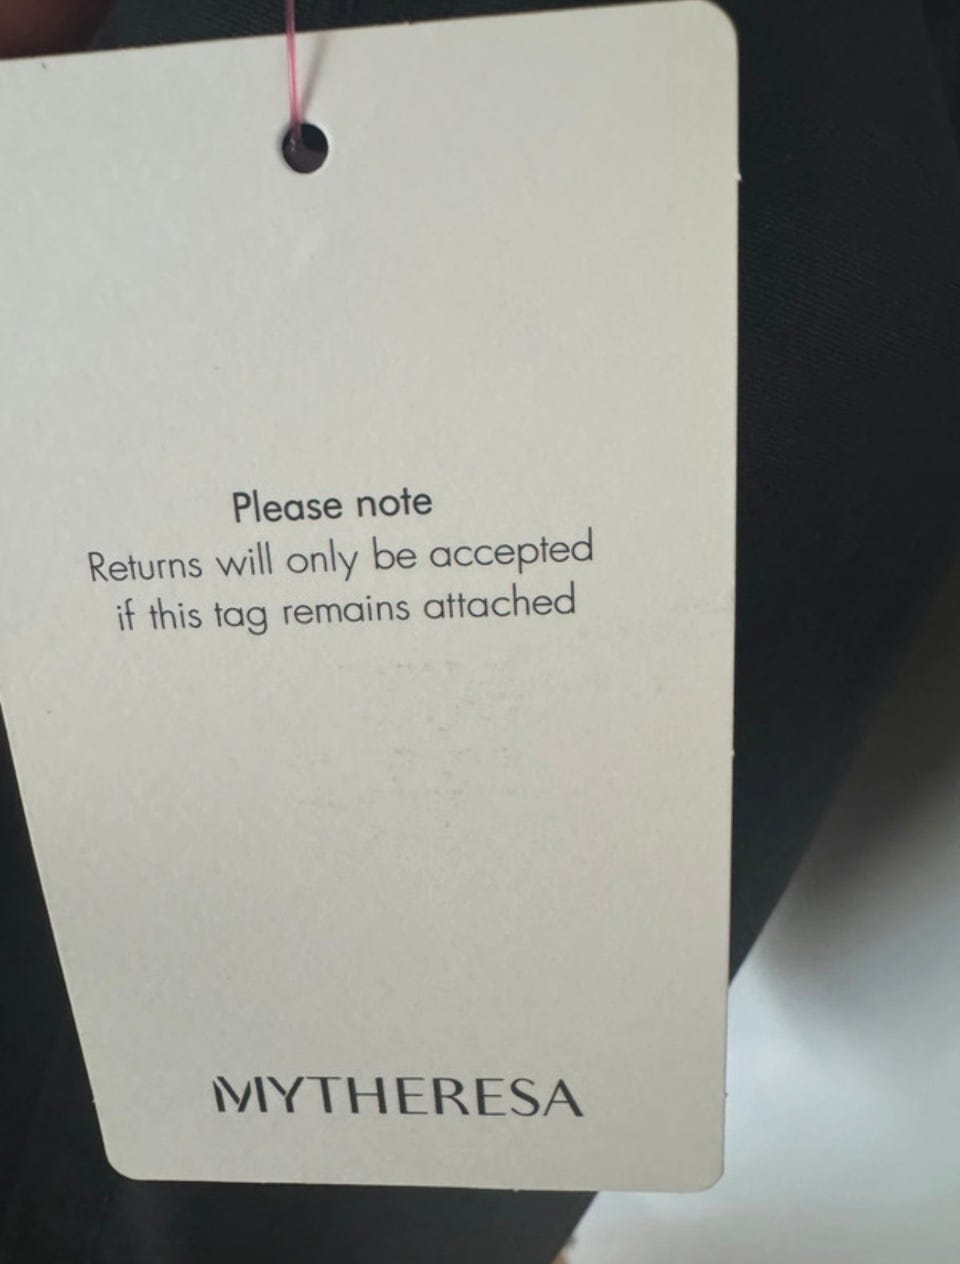 Please note
Returns will only be accepted
if this tag remains attached
MYTHERESA